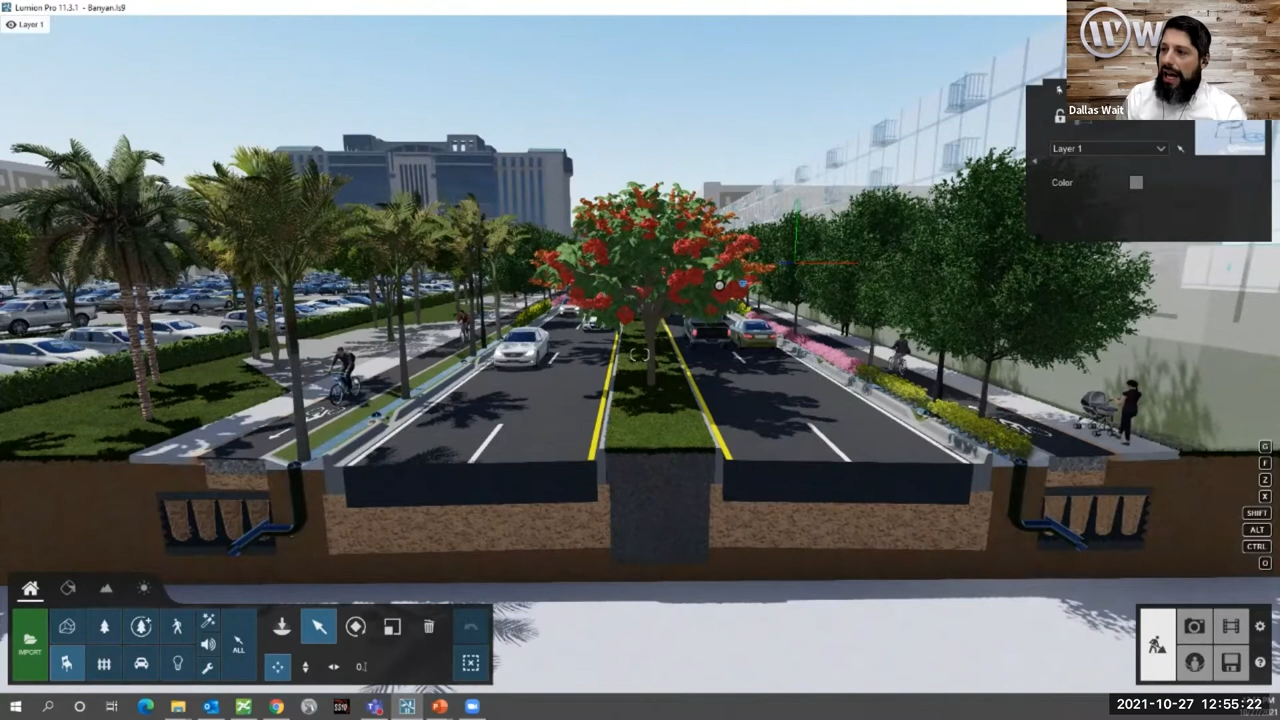 Lumion Pro 11.3.1 - Banyan.ls9
Layer 1
W W
Dallas Wait
Layer 1
Color
G
F
Z
X
SHIFT
ALT
CTRL
O
IMPORT
ALL
SS10
2021-10-27 12:55:22